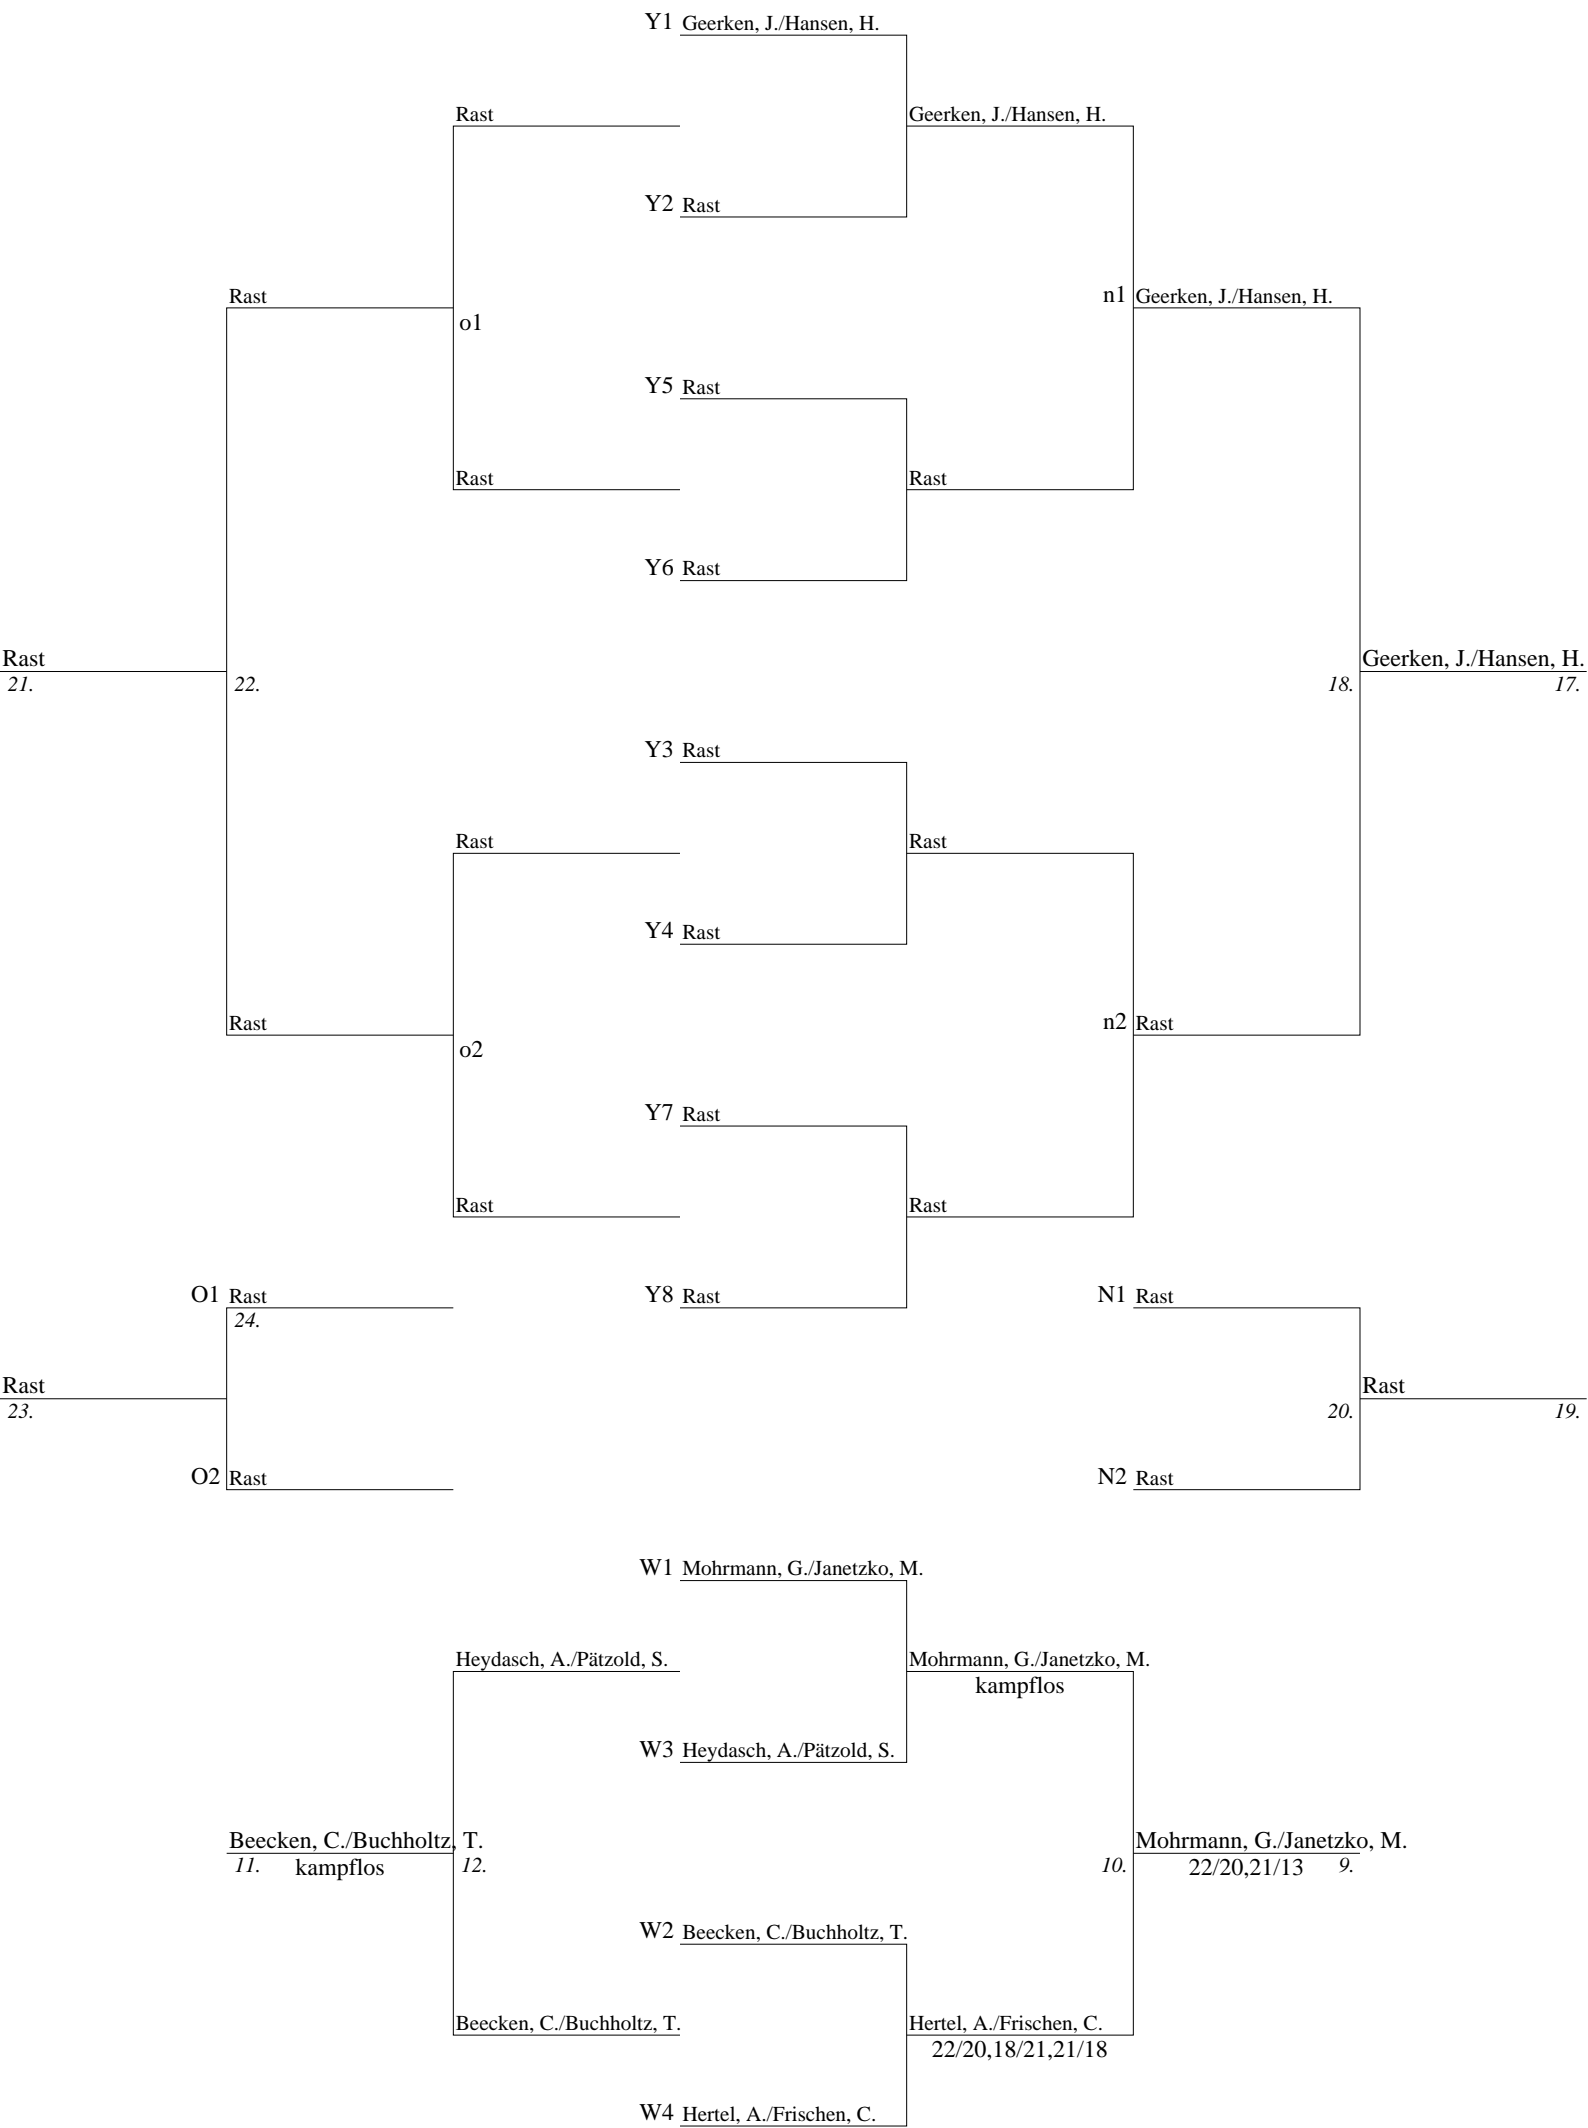 Y1 Geerken, J./Hansen, H.
Rast
Geerken, J./Hansen, H.
Y2 Rast
Rast
n1 Geerken, J./Hansen, H.
o1
Y5 Rast
Rast
Rast
Y6 Rast
Rast
Geerken, J./Hansen, H.
21.
22.
18.
17.
Y3 Rast
Rast
Rast
Y4 Rast
Rast
n2 Rast
o2
Y7 Rast
Rast
Rast
O1 Rast
Y8 Rast
N1 Rast
24.
Rast
Rast
23.
20.
19.
O2 Rast
N2 Rast
W1 Mohrmann, G./Janetzko, M.
Heydasch, A./Pätzold, S.
Mohrmann, G./Janetzko, M.
kampflos
W3 Heydasch, A./Pätzold, S.
Beecken, C./Buchholtz, T.
Mohrmann, G./Janetzko, M.
11. kampflos
12.
10.
22/20,21/13 9.
W2 Beecken, C./Buchholtz, T.
Beecken, C./Buchholtz, T.
Hertel, A./Frischen, C.
22/20,18/21,21/18
W4 Hertel, A./Frischen, C.